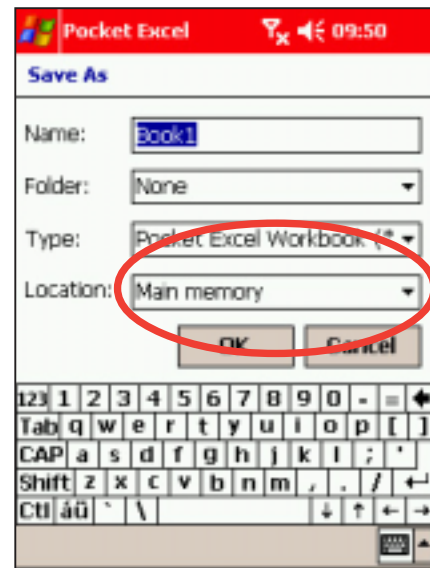 Pocket Excel 09:50
Save As
Name: Book1
Folder: None
Type: Pocket Excel Workbook (*
Location: Main memory
OK Cancel
123 1 2 3 4 5 6 7 8 9 0 - =
Tab q w e r t y u i o p [ ]
CAP a s d f g h j k l ; '
Shift z x c v b n m , . /
Ctl áü ` \